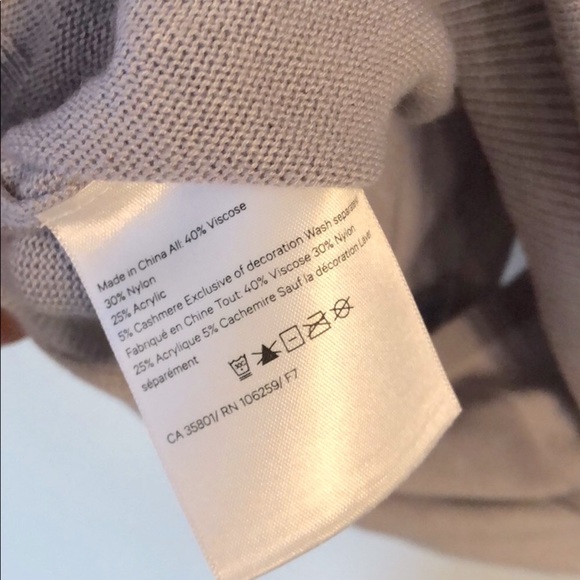 Made in China All: 40% Viscose
30% Nylon
25% Acrylic
5% Cashmere Exclusive of decoration Wash
Fabriqué en Chine Tout: 40% Viscose 30% Nylon
25% Acrylique 5% Cachemire Sauf la décoration Laver
séparément
CA 35801/ RN 106259/ F7